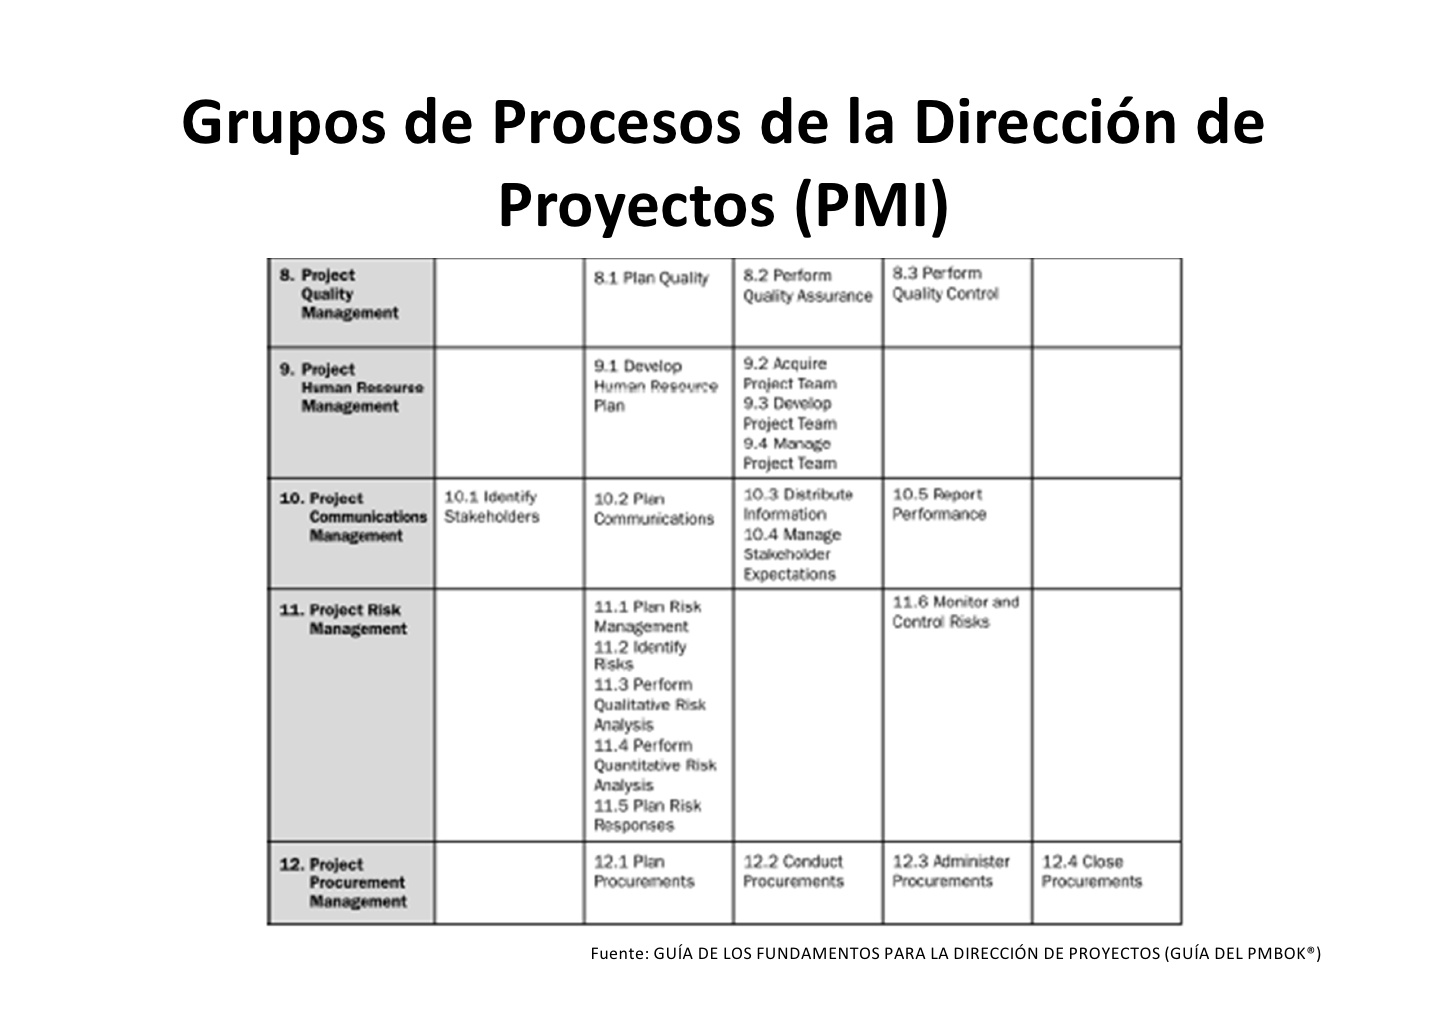 Grupos de Procesos de la Dirección de
Proyectos (PMI)
8. Project
Quality
Management
8.1 Plan Quality
8.2 Perform
Quality Assurance
8.3 Perform
Quality Control
9. Project
Human Resource
Management
9.1 Develop
Human Resource
Plan
9.2 Acquire
Project Team
9.3 Develop
Project Team
9.4 Manage
Project Team
10. Project
Communications
Management
10.1 Identify
Stakeholders
10.2 Plan
Communications
10.3 Distribute
Information
10.4 Manage
Stakeholder
Expectations
10.5 Report
Performance
11. Project Risk
Management
11.1 Plan Risk
Management
11.2 Identify
Risks
11.3 Perform
Qualitative Risk
Analysis
11.4 Perform
Quantitative Risk
Analysis
11.5 Plan Risk
Responses
11.6 Monitor and
Control Risks
12. Project
Procurement
Management
12.1 Plan
Procurements
12.2 Conduct
Procurements
12.3 Administer
Procurements
12.4 Close
Procurements
Fuente: GUÍA DE LOS FUNDAMENTOS PARA LA DIRECCIÓN DE PROYECTOS (GUÍA DEL PMBOK®)